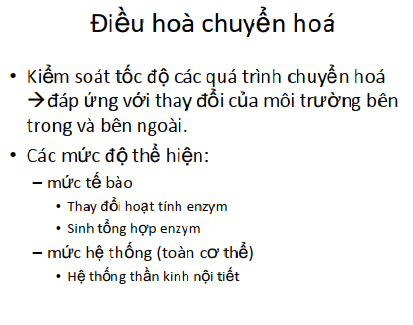 Điều hoà chuyển hoá
• Kiểm soát tốc độ các quá trình chuyển hoá
→đáp ứng với thay đổi của môi trường bên
trong và bên ngoài.
• Các mức độ thể hiện:
– mức tế bào
• Thay đổi hoạt tính enzym
• Sinh tổng hợp enzym
– mức hệ thống (toàn cơ thể)
• Hệ thống thần kinh nội tiết